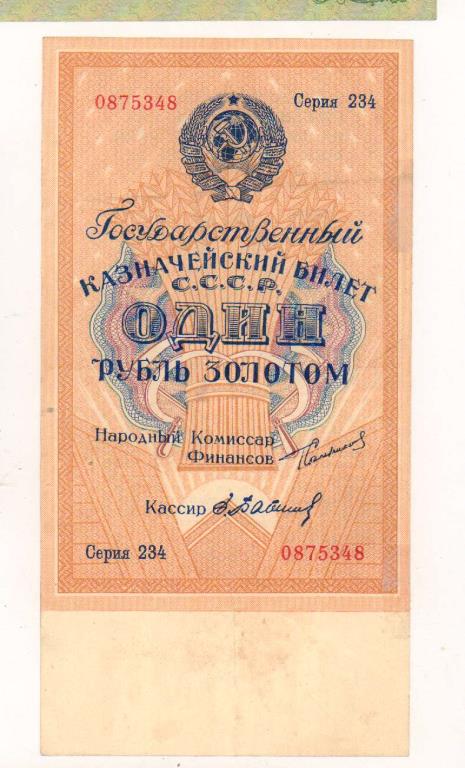 0875348 Серия 234
Государственный
КАЗНАЧЕЙСКИЙ БИЛЕТ
С.С.С.Р.
ОДИН
РУБЛЬ ЗОЛОТОМ
Народный Комиссар
Финансов
Кассир
Серия 234 0875348